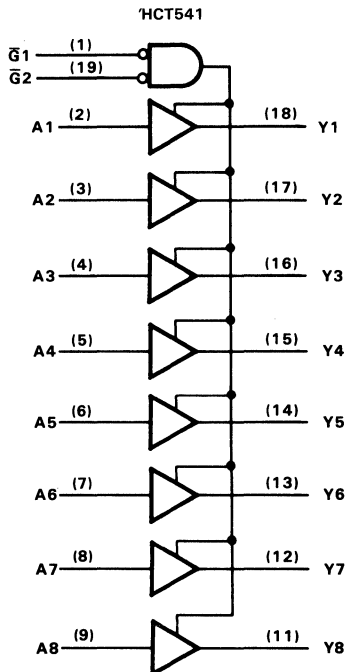 'HCT541
G̅1 (1)
G̅2 (19)
A1 (2) (18) Y1
A2 (3) (17) Y2
A3 (4) (16) Y3
A4 (5) (15) Y4
A5 (6) (14) Y5
A6 (7) (13) Y6
A7 (8) (12) Y7
A8 (9) (11) Y8